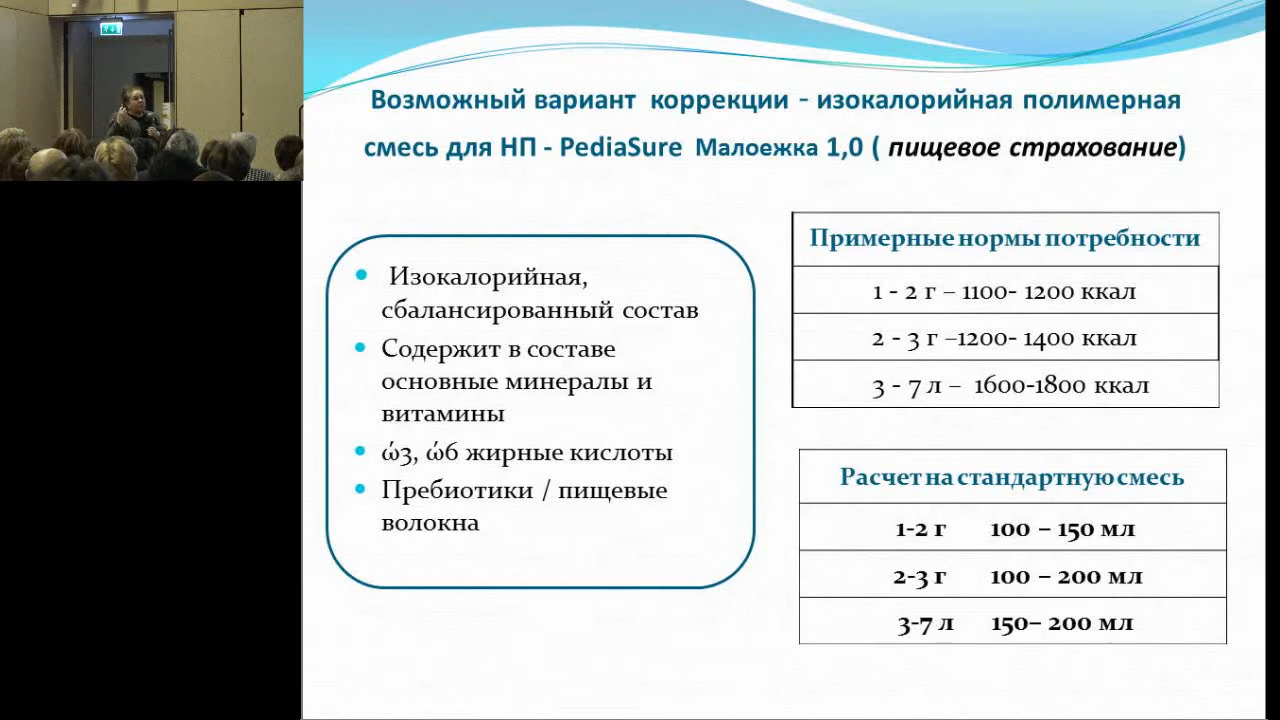 Возможный вариант коррекции - изокалорийная полимерная
смесь для НП - PediaSure Малоежка 1,0 ( пищевое страхование)
Изокалорийная,
сбалансированный состав
Содержит в составе
основные минералы и
витамины
ώ3, ώ6 жирные кислоты
Пребиотики / пищевые
волокна
Примерные нормы потребности
1 - 2 г – 1100- 1200 ккал
2 - 3 г –1200- 1400 ккал
3 - 7 л – 1600-1800 ккал
Расчет на стандартную смесь
1-2 г 100 – 150 мл
2-3 г 100 – 200 мл
3-7 л 150– 200 мл